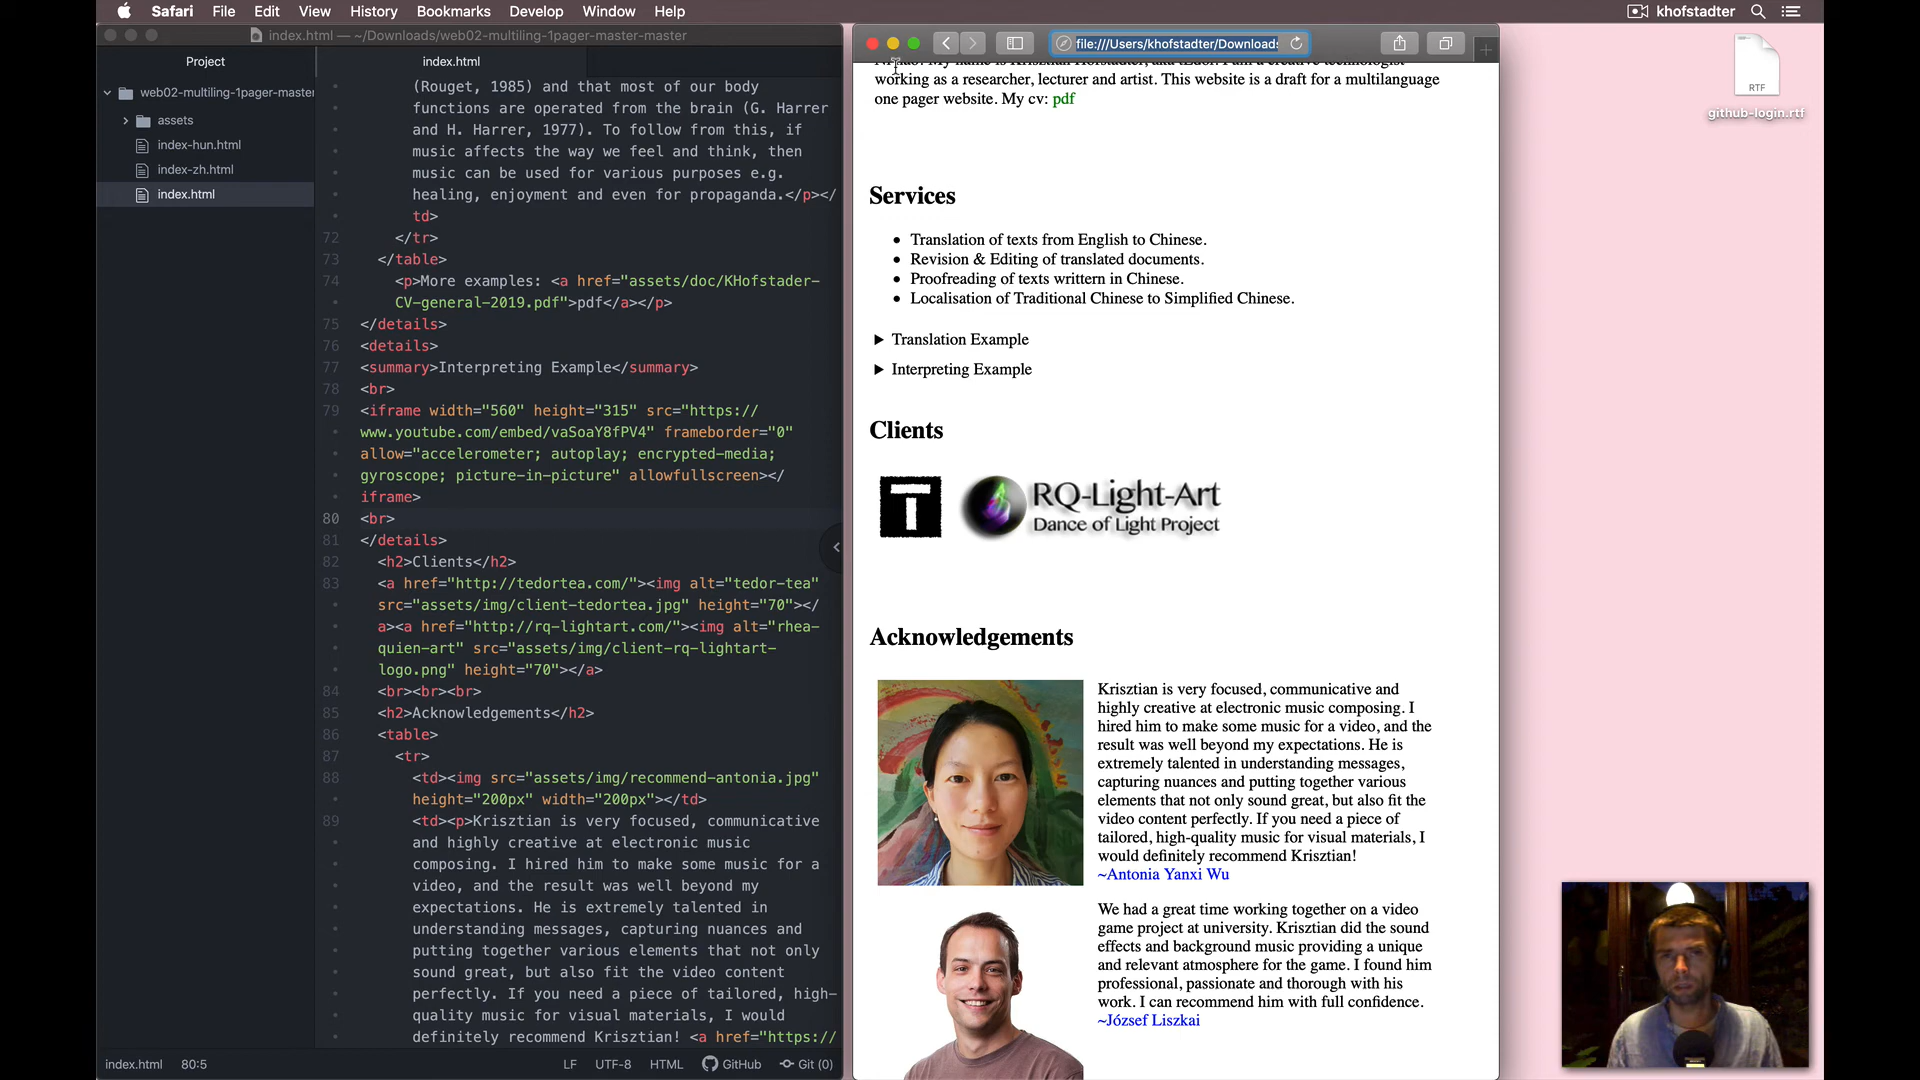 Safari File Edit View History Bookmarks Develop Window Help
khofstadter
index.html — ~/Downloads/web02-multiling-1pager-master-master
Project
web02-multiling-1pager-master
assets
index-hun.html
index-zh.html
index.html
index.html
(Rouget, 1985) and that most of our body
functions are operated from the brain (G. Harrer
and H. Harrer, 1977). To follow from this, if
music affects the way we feel and think, then
music can be used for various purposes e.g.
healing, enjoyment and even for propaganda.</p></
td>
72 </tr>
73 </table>
74 <p>More examples: <a href="assets/doc/KHofstader-
CV-general-2019.pdf">pdf</a></p>
75 </details>
76 <details>
77 <summary>Interpreting Example</summary>
78 <br>
79 <iframe width="560" height="315" src="https://
www.youtube.com/embed/vaSoaY8fPV4" frameborder="0"
allow="accelerometer; autoplay; encrypted-media;
gyroscope; picture-in-picture" allowfullscreen></
iframe>
80 <br>
81 </details>
82 <h2>Clients</h2>
83 <a href="http://tedortea.com/"><img alt="tedor-tea"
src="assets/img/client-tedortea.jpg" height="70"></
a><a href="http://rq-lightart.com/"><img alt="rhea-
quien-art" src="assets/img/client-rq-lightart-
logo.png" height="70"></a>
84 <br><br><br>
85 <h2>Acknowledgements</h2>
86 <table>
87 <tr>
88 <td><img src="assets/img/recommend-antonia.jpg"
height="200px" width="200px"></td>
89 <td><p>Krisztian is very focused, communicative
and highly creative at electronic music
composing. I hired him to make some music for a
video, and the result was well beyond my
expectations. He is extremely talented in
understanding messages, capturing nuances and
putting together various elements that not only
sound great, but also fit the video content
perfectly. If you need a piece of tailored, high-
quality music for visual materials, I would
definitely recommend Krisztian! <a href="https://
index.html 80:5 LF UTF-8 HTML GitHub Git (0)
file:///Users/khofstadter/Downloads
working as a researcher, lecturer and artist. This website is a draft for a multilanguage
one pager website. My cv: pdf
Services
• Translation of texts from English to Chinese.
• Revision & Editing of translated documents.
• Proofreading of texts writtern in Chinese.
• Localisation of Traditional Chinese to Simplified Chinese.
Translation Example
Interpreting Example
Clients
T
RQ-Light-Art
Dance of Light Project
Acknowledgements
Krisztian is very focused, communicative and
highly creative at electronic music composing. I
hired him to make some music for a video, and the
result was well beyond my expectations. He is
extremely talented in understanding messages,
capturing nuances and putting together various
elements that not only sound great, but also fit the
video content perfectly. If you need a piece of
tailored, high-quality music for visual materials, I
would definitely recommend Krisztian!
~Antonia Yanxi Wu
We had a great time working together on a video
game project at university. Krisztian did the sound
effects and background music providing a unique
and relevant atmosphere for the game. I found him
professional, passionate and thorough with his
work. I can recommend him with full confidence.
~József Liszkai
RTF
github-login.rtf